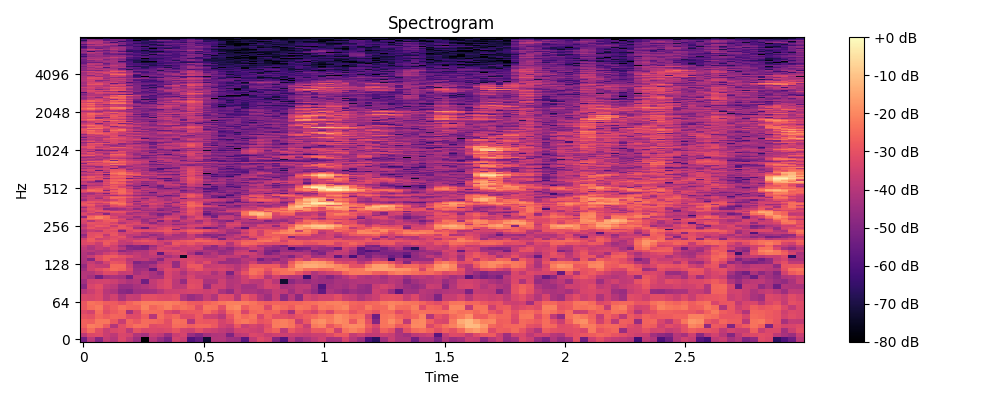 Spectrogram
Hz
4096
2048
1024
512
256
128
64
0
0 0.5 1 1.5 2 2.5
Time
+0 dB
-10 dB
-20 dB
-30 dB
-40 dB
-50 dB
-60 dB
-70 dB
-80 dB